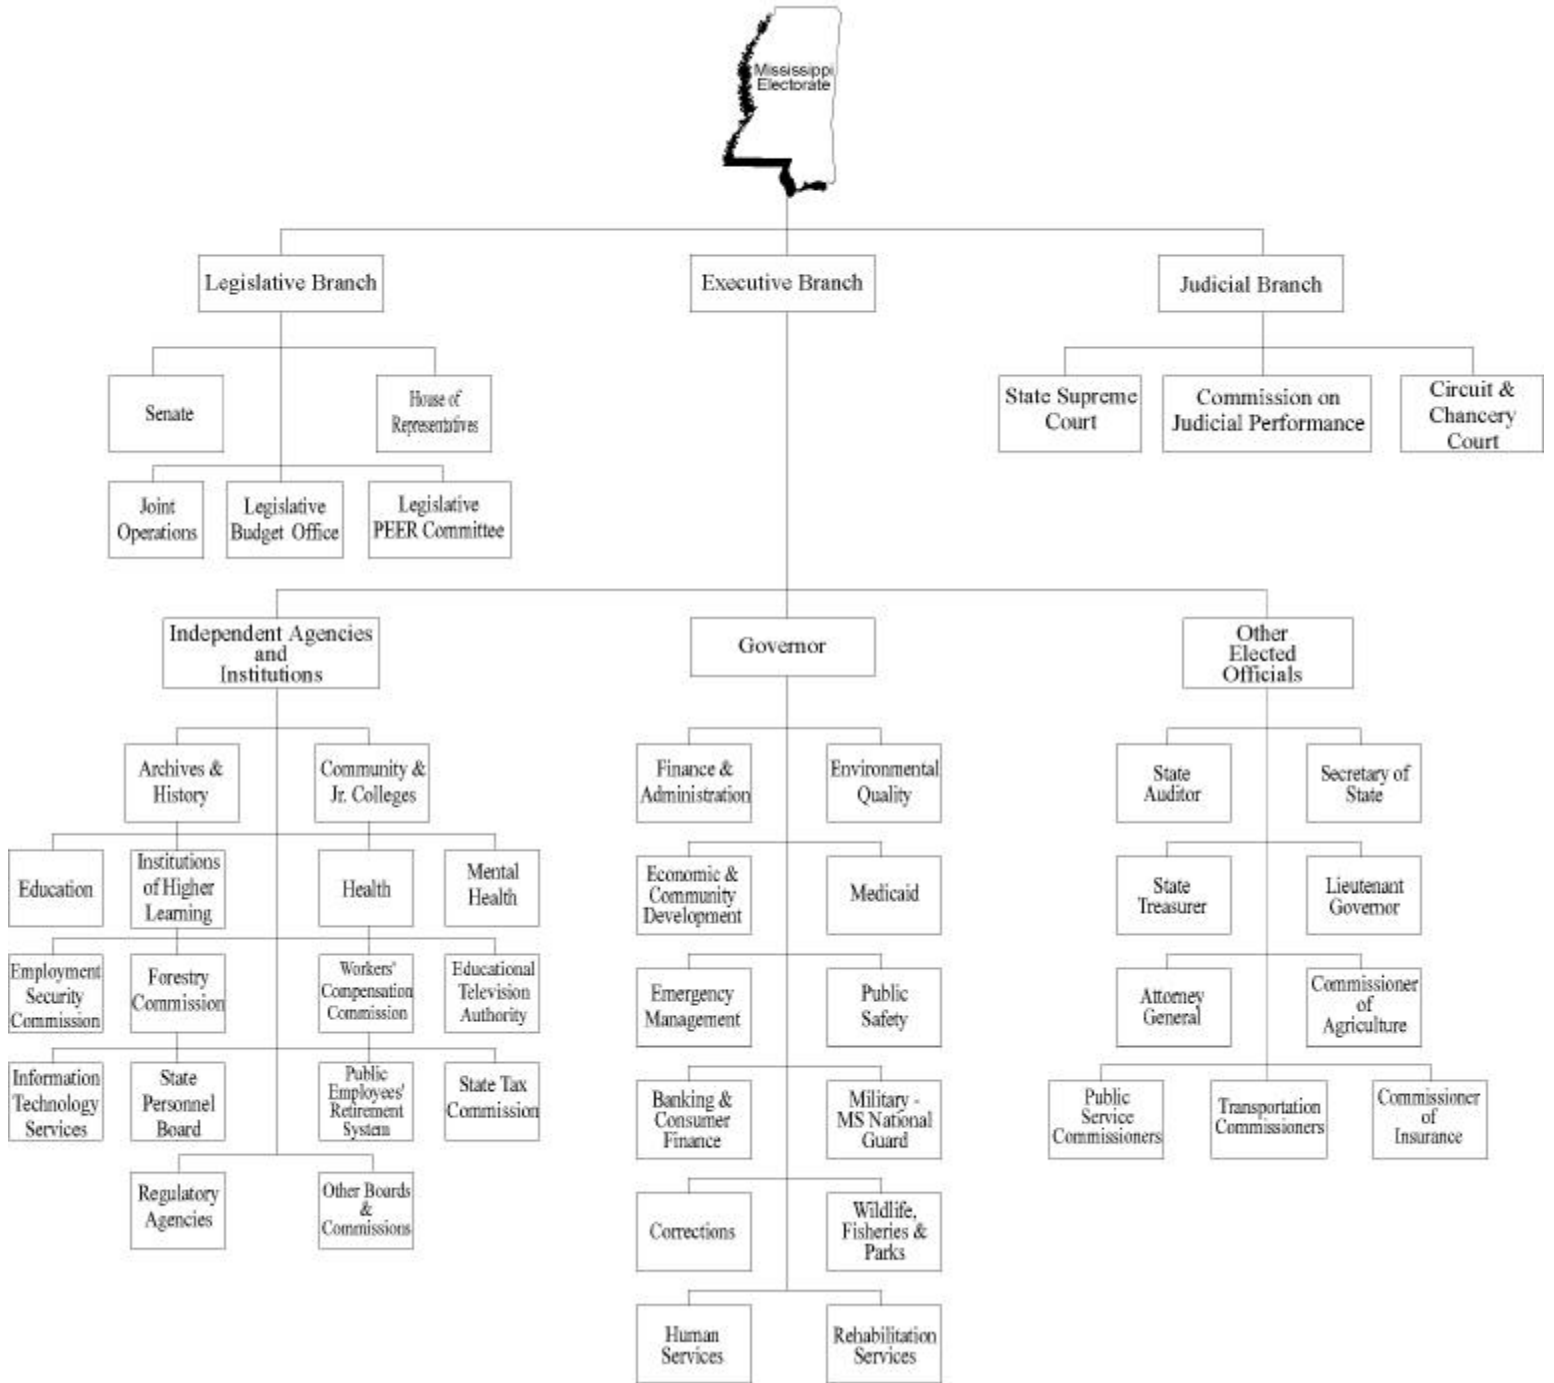 Mississippi
Electorate
Legislative Branch
Executive Branch
Judicial Branch
Senate
House of
Representatives
State Supreme
Court
Commission on
Judicial Performance
Circuit &
Chancery
Court
Joint
Operations
Legislative
Budget Office
Legislative
PEER Committee
Independent Agencies
and
Institutions
Governor
Other
Elected
Officials
Archives &
History
Community &
Jr. Colleges
Education
Institutions
of Higher
Learning
Health
Mental
Health
Employment
Security
Commission
Forestry
Commission
Workers'
Compensation
Commission
Educational
Television
Authority
Information
Technology
Services
State
Personnel
Board
Public
Employees'
Retirement
System
State Tax
Commission
Regulatory
Agencies
Other Boards
&
Commissions
Finance &
Administration
Environmental
Quality
Economic &
Community
Development
Medicaid
Emergency
Management
Public
Safety
Banking &
Consumer
Finance
Military -
MS National
Guard
Corrections
Wildlife,
Fisheries &
Parks
Human
Services
Rehabilitation
Services
State
Auditor
Secretary of
State
State
Treasurer
Lieutenant
Governor
Attorney
General
Commissioner
of
Agriculture
Public
Service
Commissioners
Transportation
Commissioners
Commissioner
of
Insurance